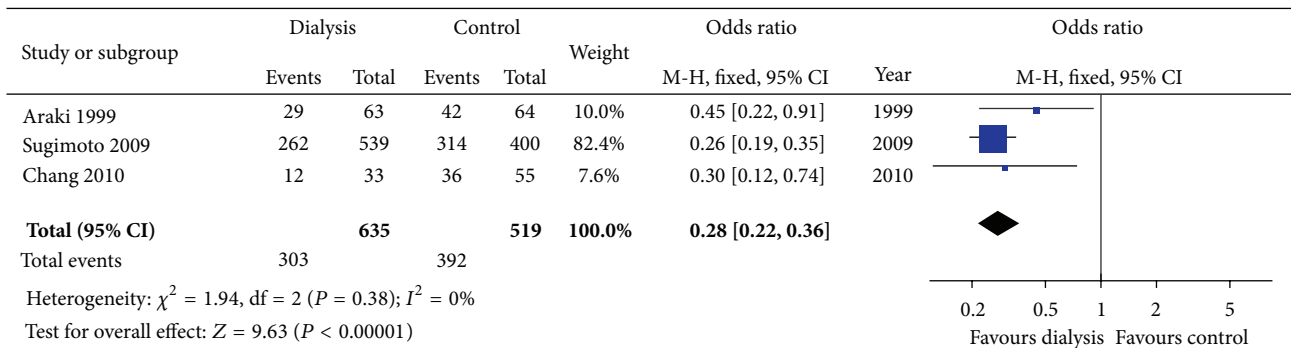 Study or subgroup Dialysis Control Weight Odds ratio Year Odds ratio
Events Total Events Total M-H, fixed, 95% CI M-H, fixed, 95% CI
Araki 1999 29 63 42 64 10.0% 0.45 [0.22, 0.91] 1999
Sugimoto 2009 262 539 314 400 82.4% 0.26 [0.19, 0.35] 2009
Chang 2010 12 33 36 55 7.6% 0.30 [0.12, 0.74] 2010
Total (95% CI) 635 519 100.0% 0.28 [0.22, 0.36]
Total events 303 392
Heterogeneity: χ² = 1.94, df = 2 (P = 0.38); I² = 0%
Test for overall effect: Z = 9.63 (P < 0.00001)
0.2 0.5 1 2 5
Favours dialysis Favours control